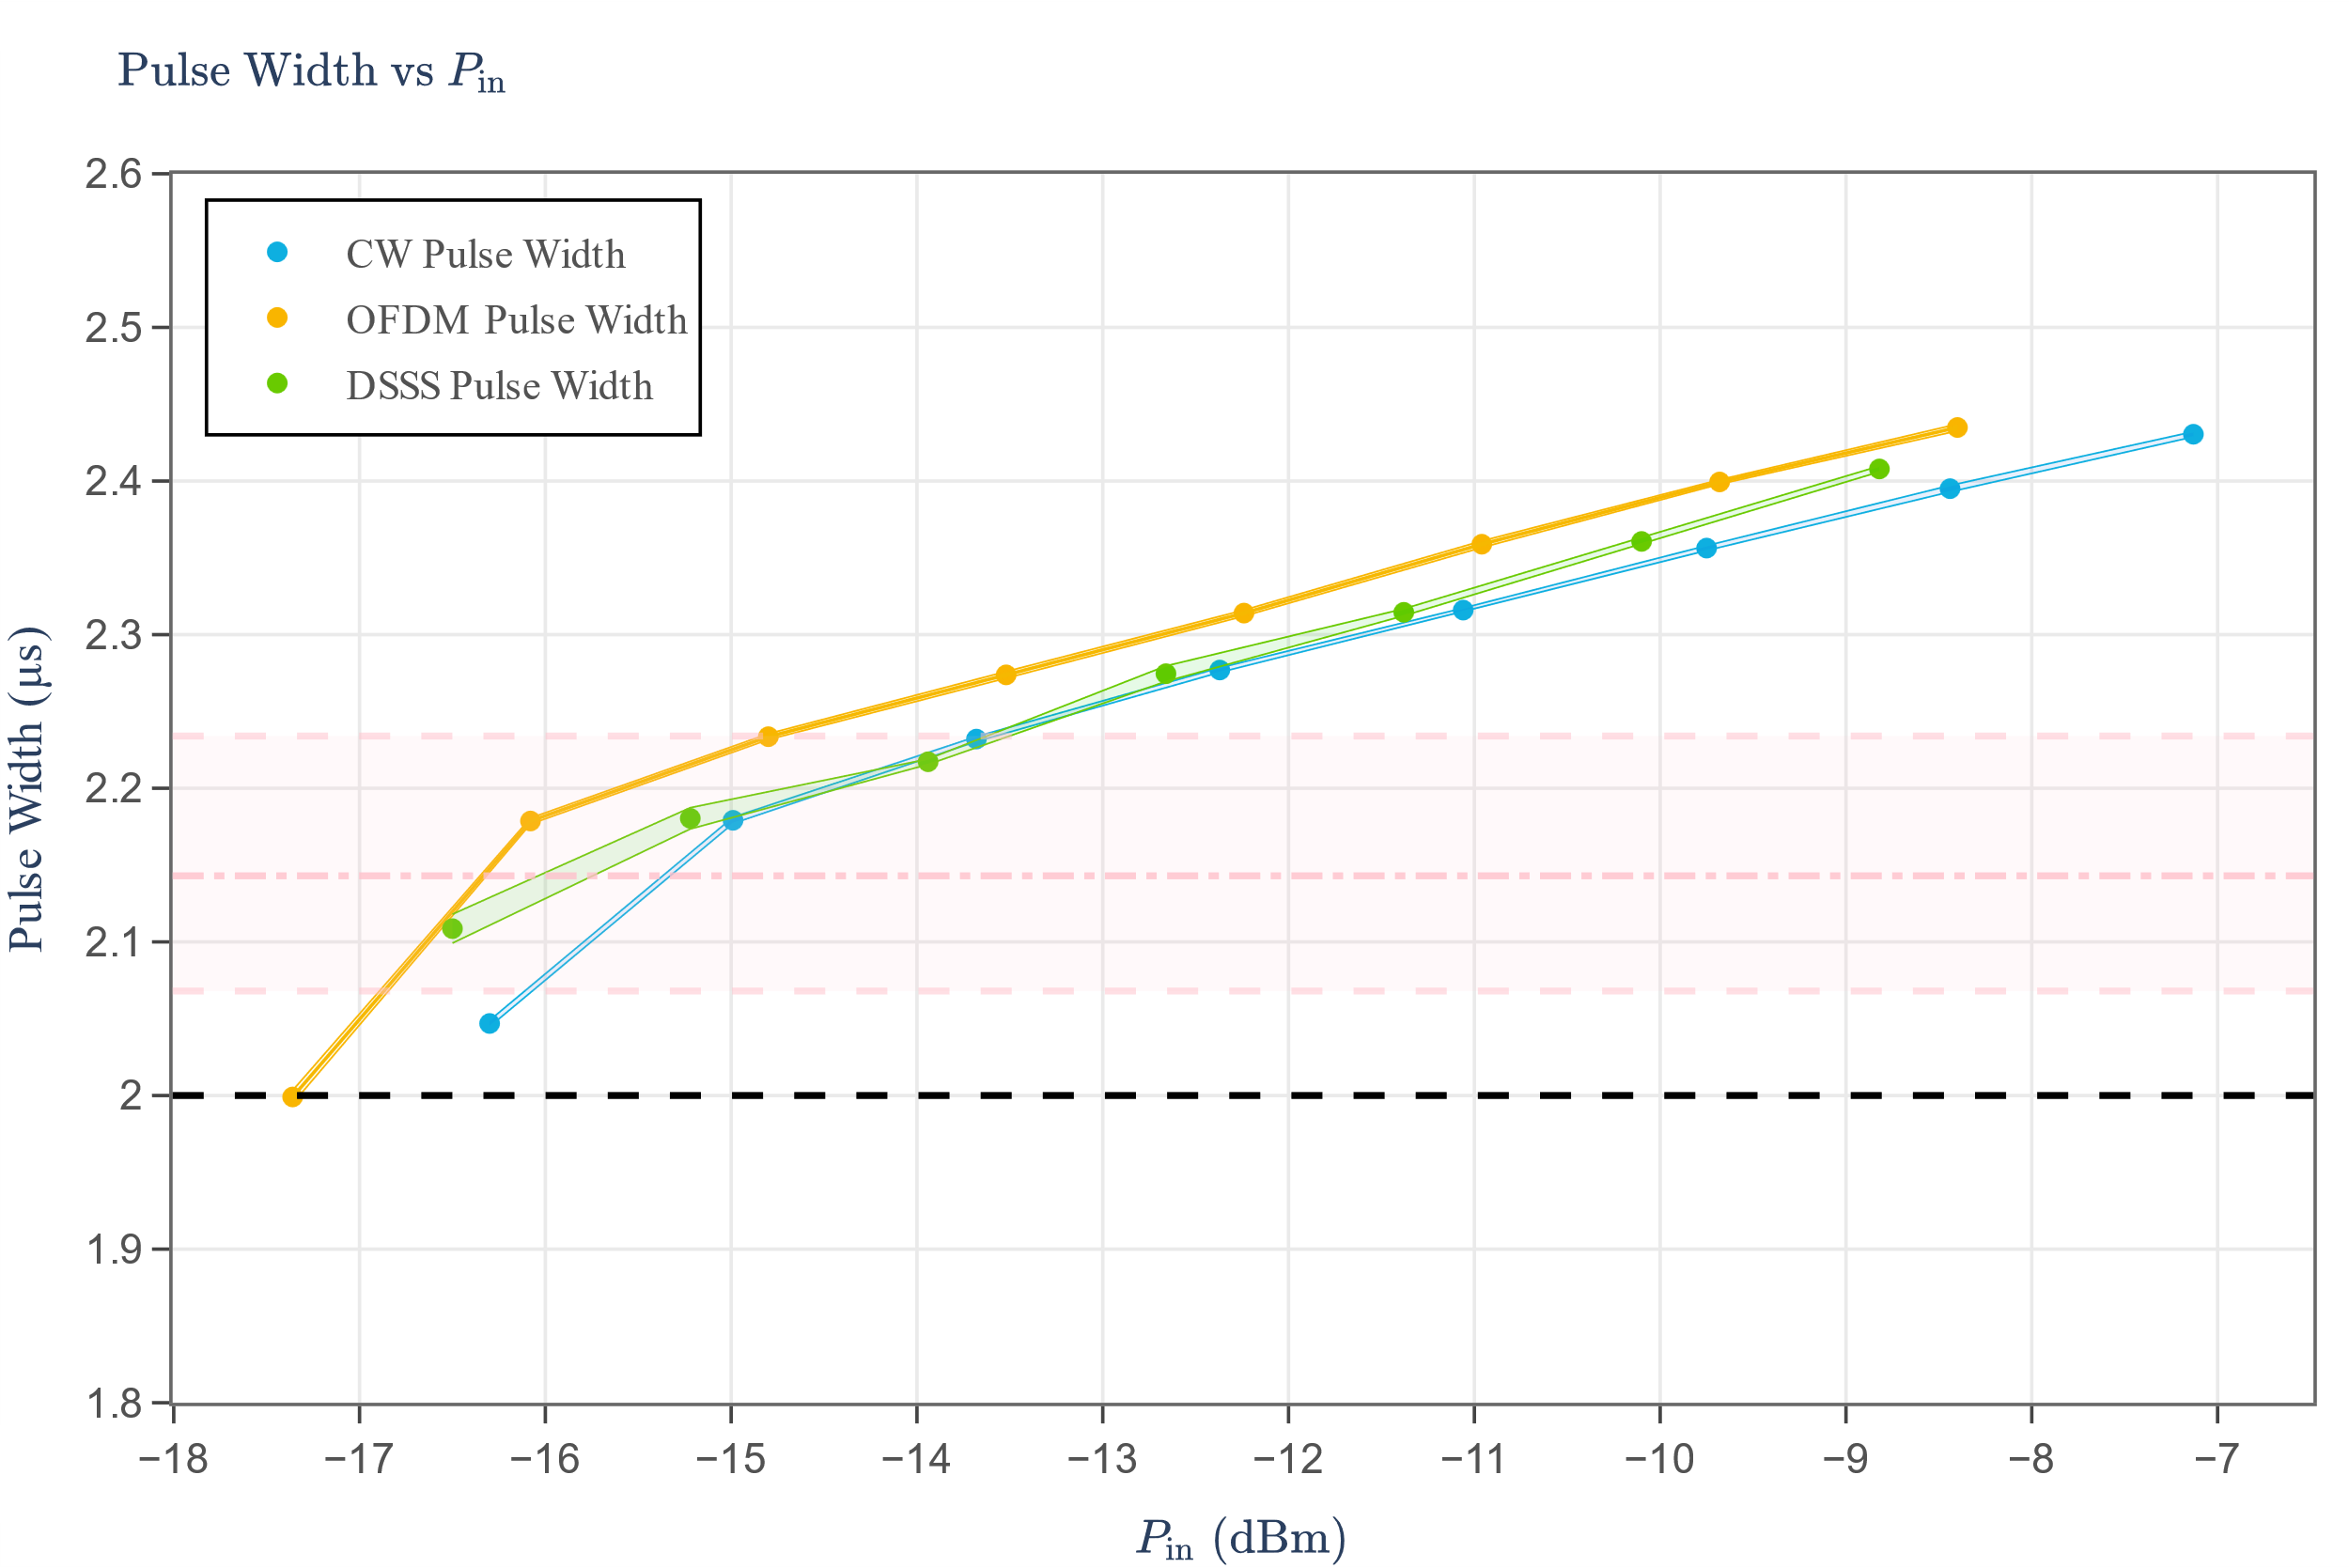 Pulse Width vs P_in
2.6
2.5
2.4
2.3
2.2
2.1
2
1.9
1.8
Pulse Width (μs)
CW Pulse Width
OFDM Pulse Width
DSSS Pulse Width
−18 −17 −16 −15 −14 −13 −12 −11 −10 −9 −8 −7
P_in (dBm)